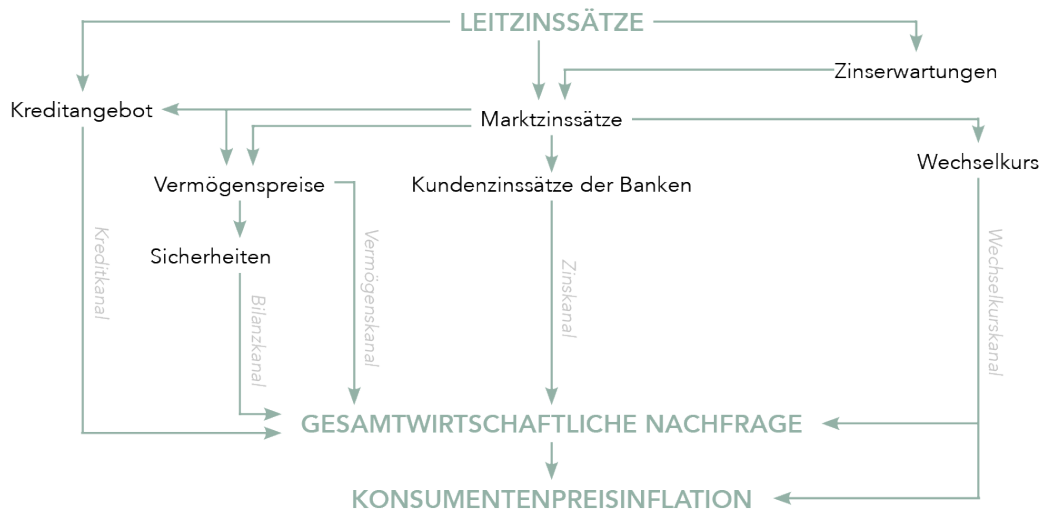 LEITZINSSÄTZE
Zinserwartungen
Kreditangebot
Marktzinssätze
Wechselkurs
Vermögenspreise
Kundenzinssätze der Banken
Sicherheiten
Kreditkanal
Bilanzkanal
Vermögenskanal
Zinskanal
Wechselkurskanal
GESAMTWIRTSCHAFTLICHE NACHFRAGE
KONSUMENTENPREISINFLATION